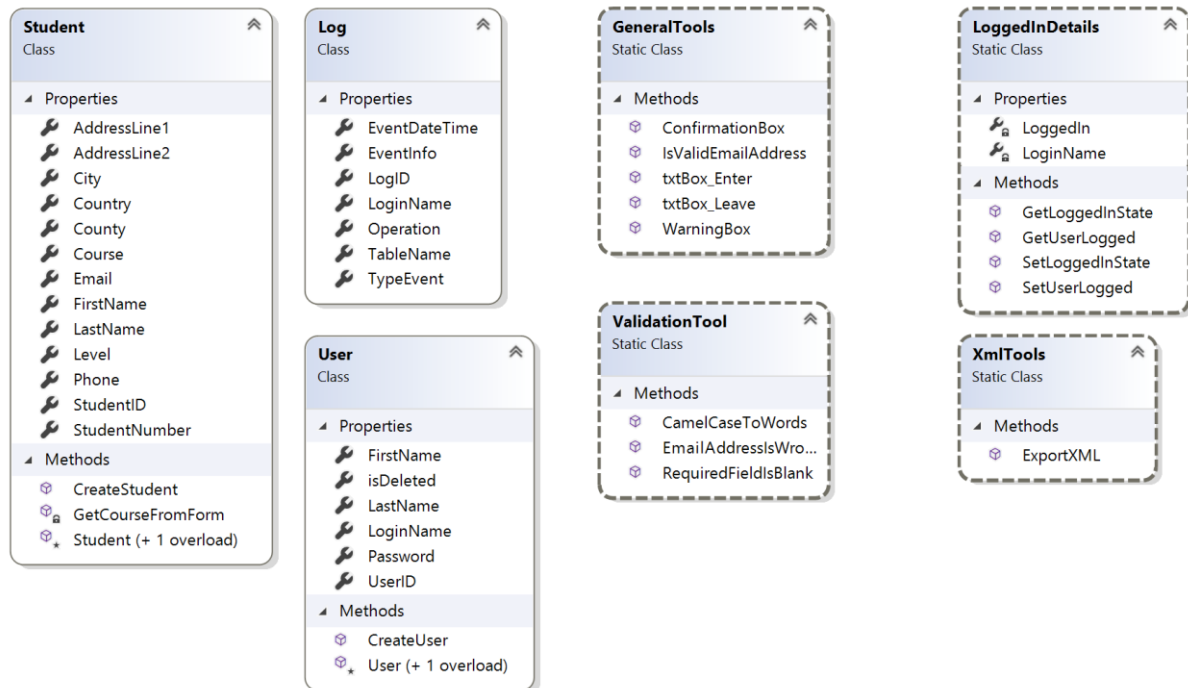 Student
Class
Properties
AddressLine1
AddressLine2
City
Country
County
Course
Email
FirstName
LastName
Level
Phone
StudentID
StudentNumber
Methods
CreateStudent
GetCourseFromForm
Student (+ 1 overload)
Log
Class
Properties
EventDateTime
EventInfo
LogID
LoginName
Operation
TableName
TypeEvent
User
Class
Properties
FirstName
isDeleted
LastName
LoginName
Password
UserID
Methods
CreateUser
User (+ 1 overload)
GeneralTools
Static Class
Methods
ConfirmationBox
IsValidEmailAddress
txtBox_Enter
txtBox_Leave
WarningBox
ValidationTool
Static Class
Methods
CamelCaseToWords
EmailAddressIsWro...
RequiredFieldIsBlank
LoggedInDetails
Static Class
Properties
LoggedIn
LoginName
Methods
GetLoggedInState
GetUserLogged
SetLoggedInState
SetUserLogged
XmlTools
Static Class
Methods
ExportXML